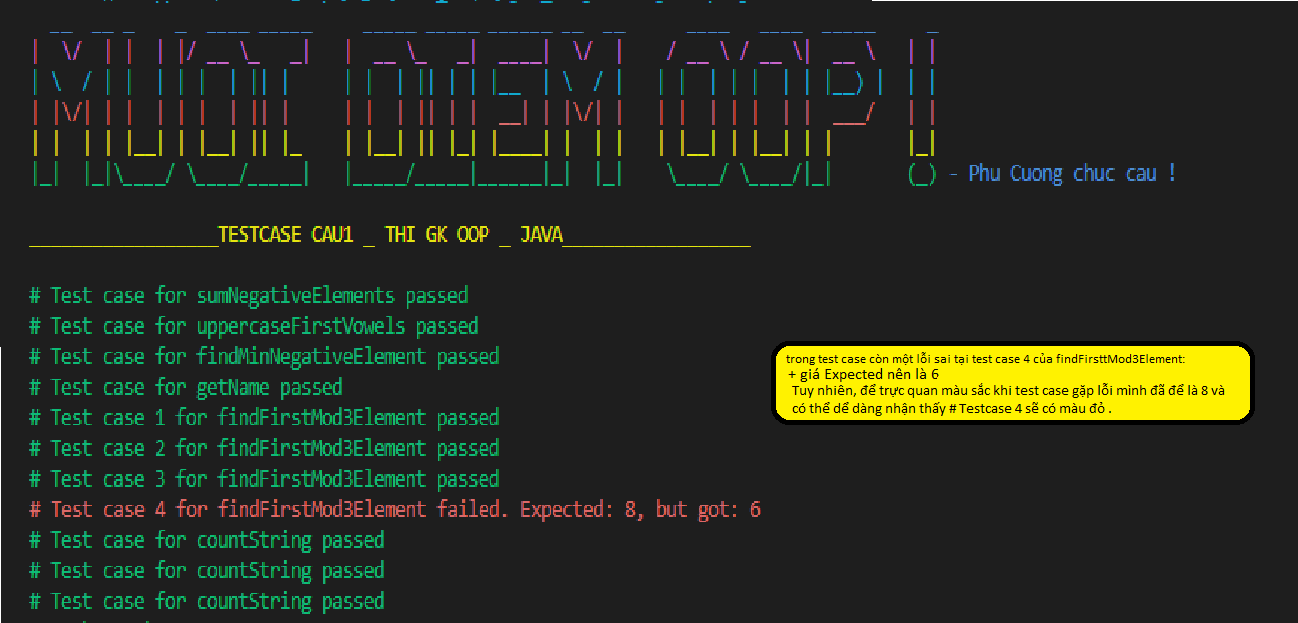 MUOI DIEM OOP !
- Phu Cuong chuc cau !
__________________TESTCASE CAU1 _ THI GK OOP _ JAVA__________________
# Test case for sumNegativeElements passed
# Test case for uppercaseFirstVowels passed
# Test case for findMinNegativeElement passed
# Test case for getName passed
# Test case 1 for findFirstMod3Element passed
# Test case 2 for findFirstMod3Element passed
# Test case 3 for findFirstMod3Element passed
# Test case 4 for findFirstMod3Element failed. Expected: 8, but got: 6
# Test case for countString passed
# Test case for countString passed
# Test case for countString passed
trong test case còn một lỗi sai tại test case 4 của findFirsttMod3Element:
+ giá Expected nên là 6
Tuy nhiên, để trực quan màu sắc khi test case gặp lỗi mình đã để là 8 và
có thể dể dàng nhận thấy # Testcase 4 sẽ có màu đỏ .